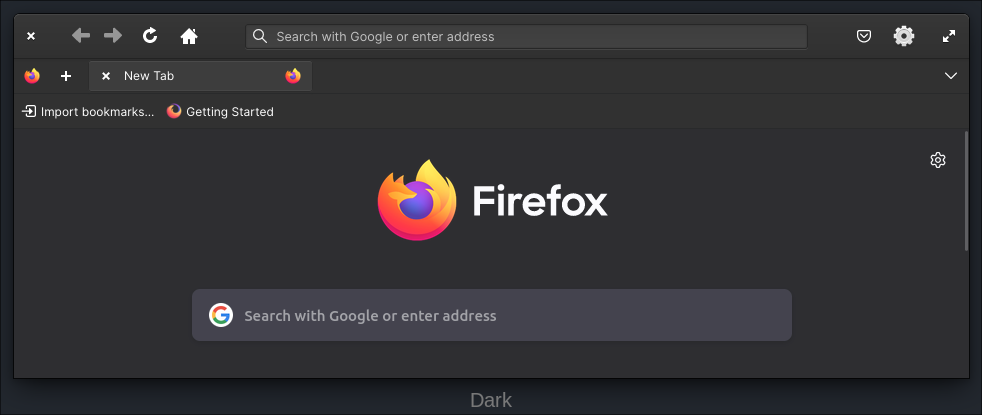 Search with Google or enter address
New Tab
Import bookmarks... Getting Started
Firefox
Search with Google or enter address
Dark